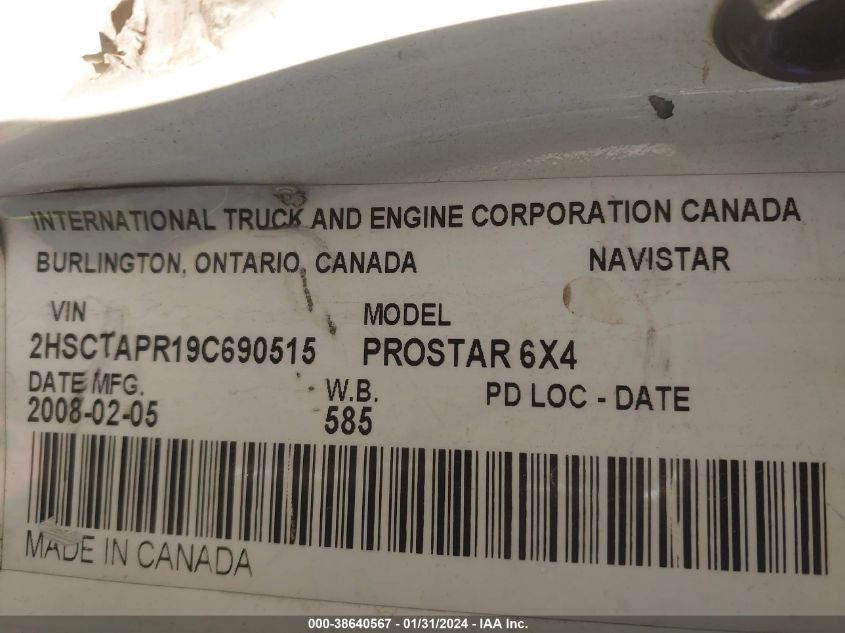 INTERNATIONAL TRUCK AND ENGINE CORPORATION CANADA
BURLINGTON, ONTARIO, CANADA NAVISTAR
VIN MODEL
2HSCTAPR19C690515 PROSTAR 6X4
DATE MFG. W.B. PD LOC - DATE
2008-02-05 585
MADE IN CANADA
000-38640567 - 01/31/2024 - IAA Inc.